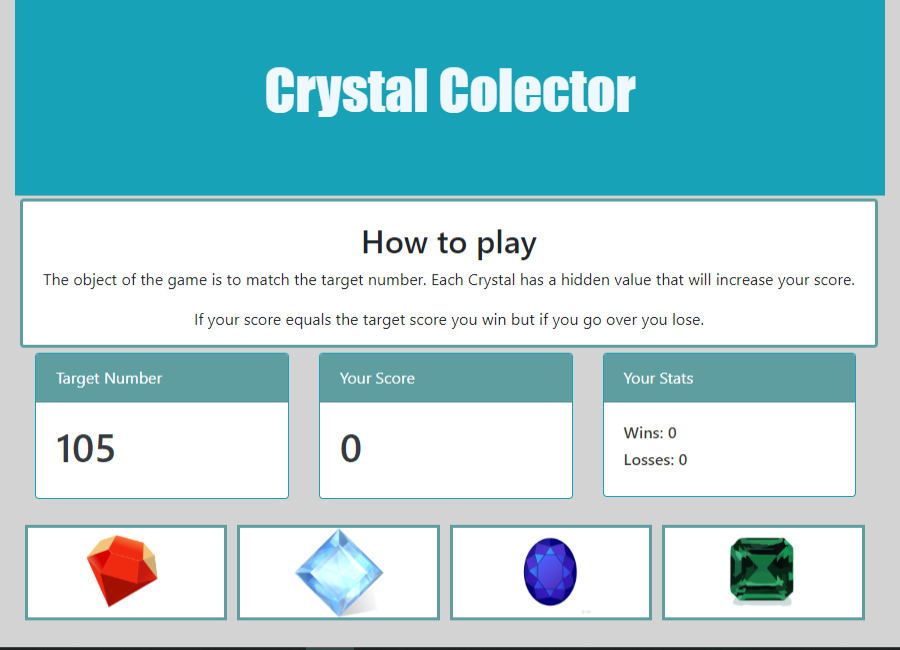 Crystal Colector
How to play
The object of the game is to match the target number. Each Crystal has a hidden value that will increase your score.
If your score equals the target score you win but if you go over you lose.
Target Number
105
Your Score
0
Your Stats
Wins: 0
Losses: 0